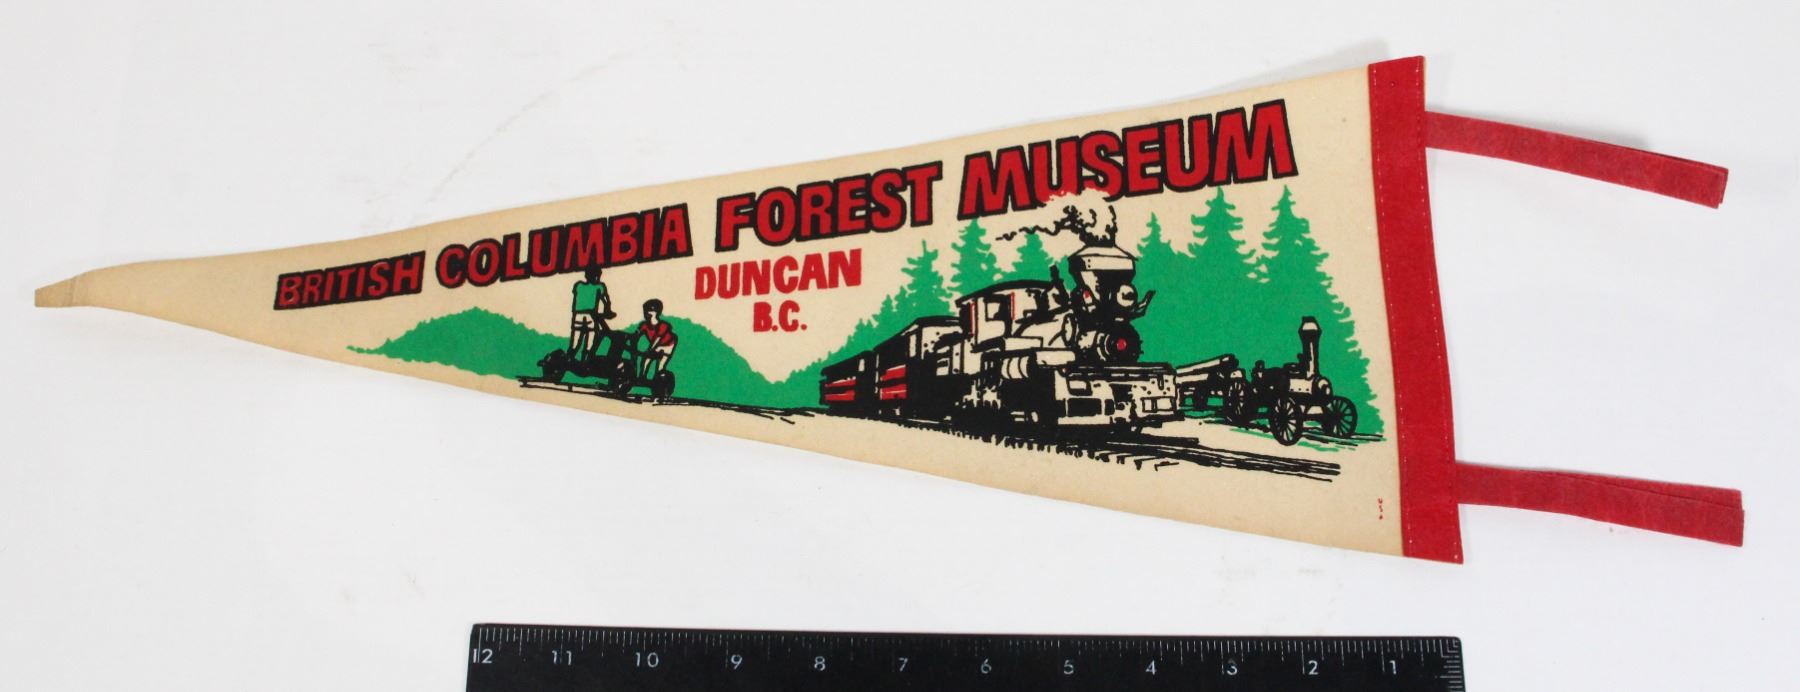 BRITISH COLUMBIA FOREST MUSEUM
DUNCAN
B.C.
12 11 10 9 8 7 6 5 4 3 2 1